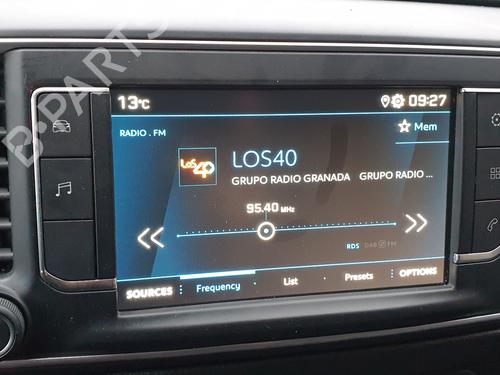 13°C
09:27
RADIO . FM
Mem
LOS40
LOS40
GRUPO RADIO GRANADA GRUPO RADIO ...
95.40 MHz
RDS DAB FM
SOURCES Frequency List Presets OPTIONS
B-PARTS